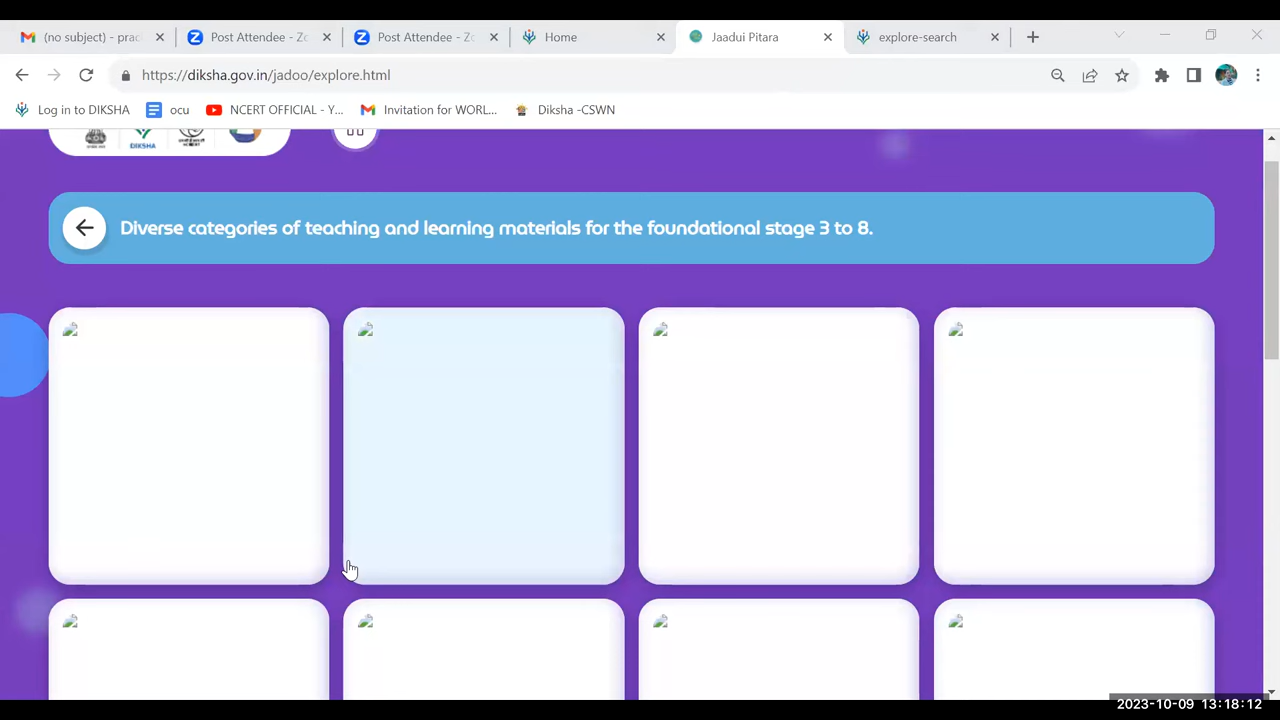 (no subject) - prac
Post Attendee - Zo
Post Attendee - Zo
Home
Jaadui Pitara
explore-search
https://diksha.gov.in/jadoo/explore.html
Log in to DIKSHA
ocu
NCERT OFFICIAL - Y...
Invitation for WORL...
Diksha -CSWN
DIKSHA
Diverse categories of teaching and learning materials for the foundational stage 3 to 8.
2023-10-09 13:18:12